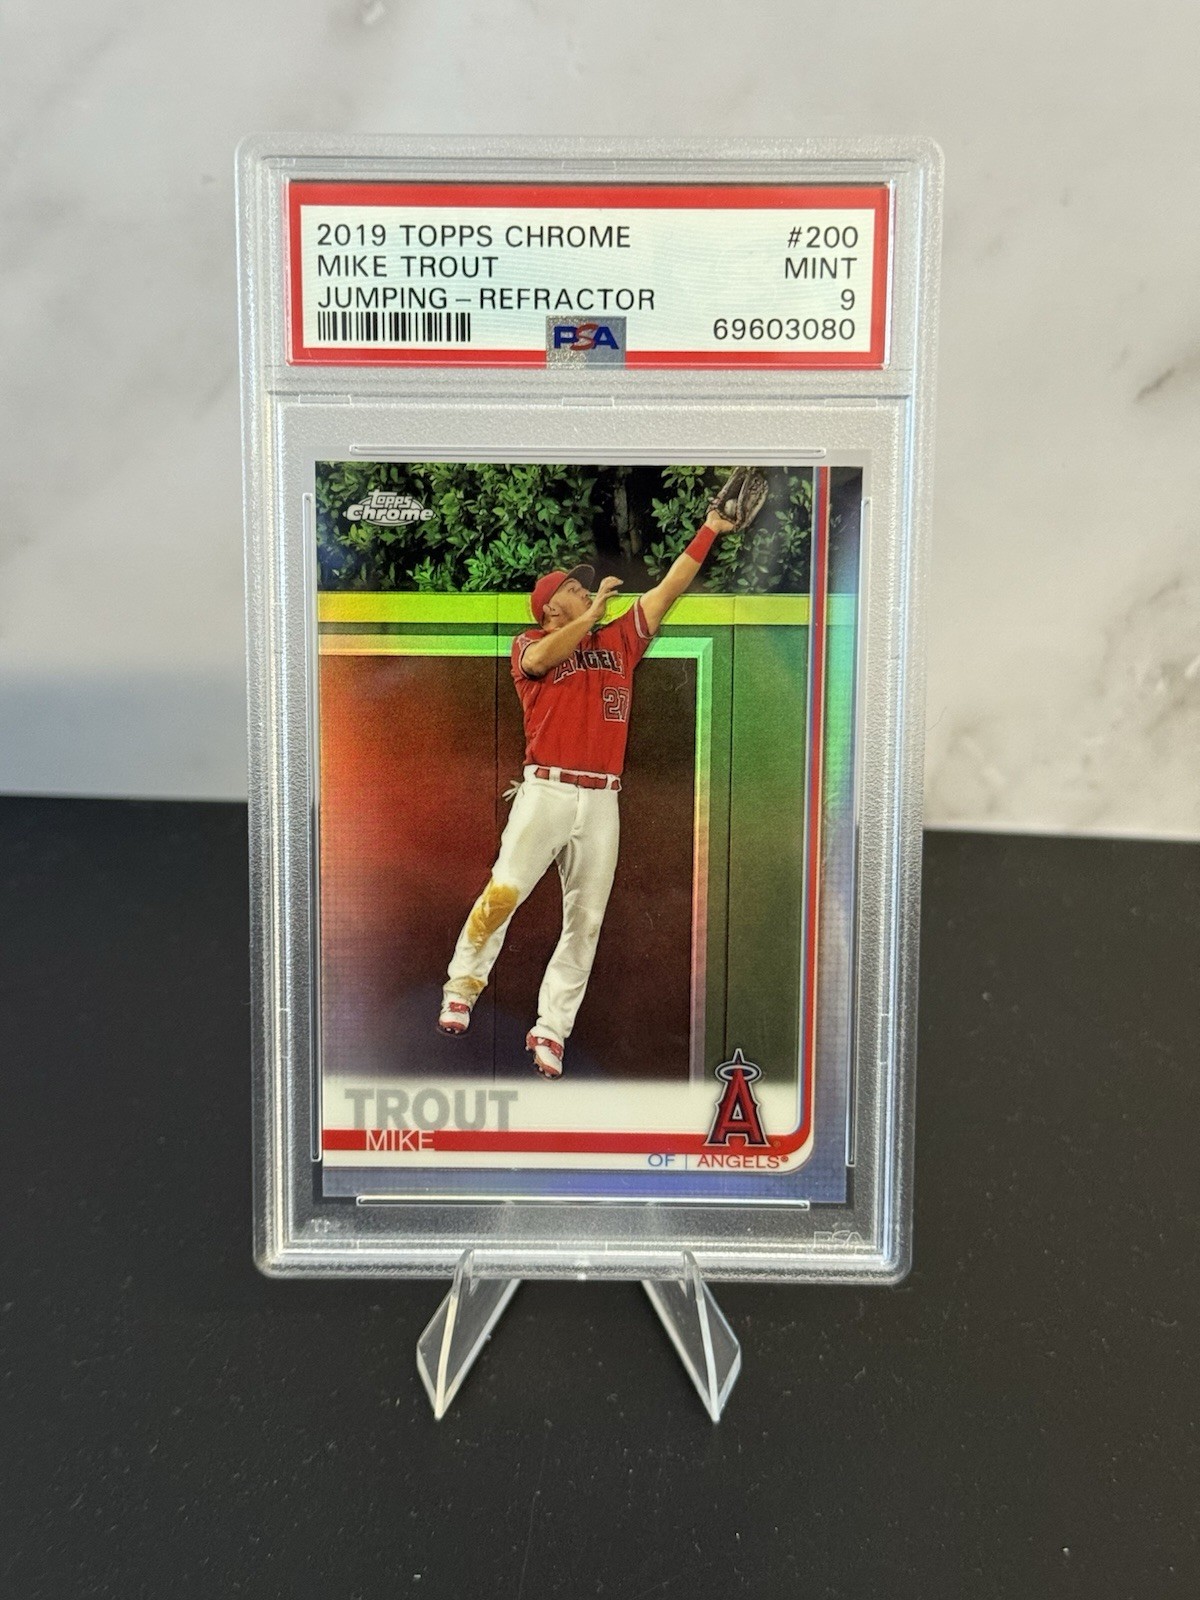 2019 TOPPS CHROME #200
MIKE TROUT MINT
JUMPING-REFRACTOR 9
PSA 69603080
Topps
Chrome
ANGELS
27
A
TROUT
MIKE
OF | ANGELS®
PSA